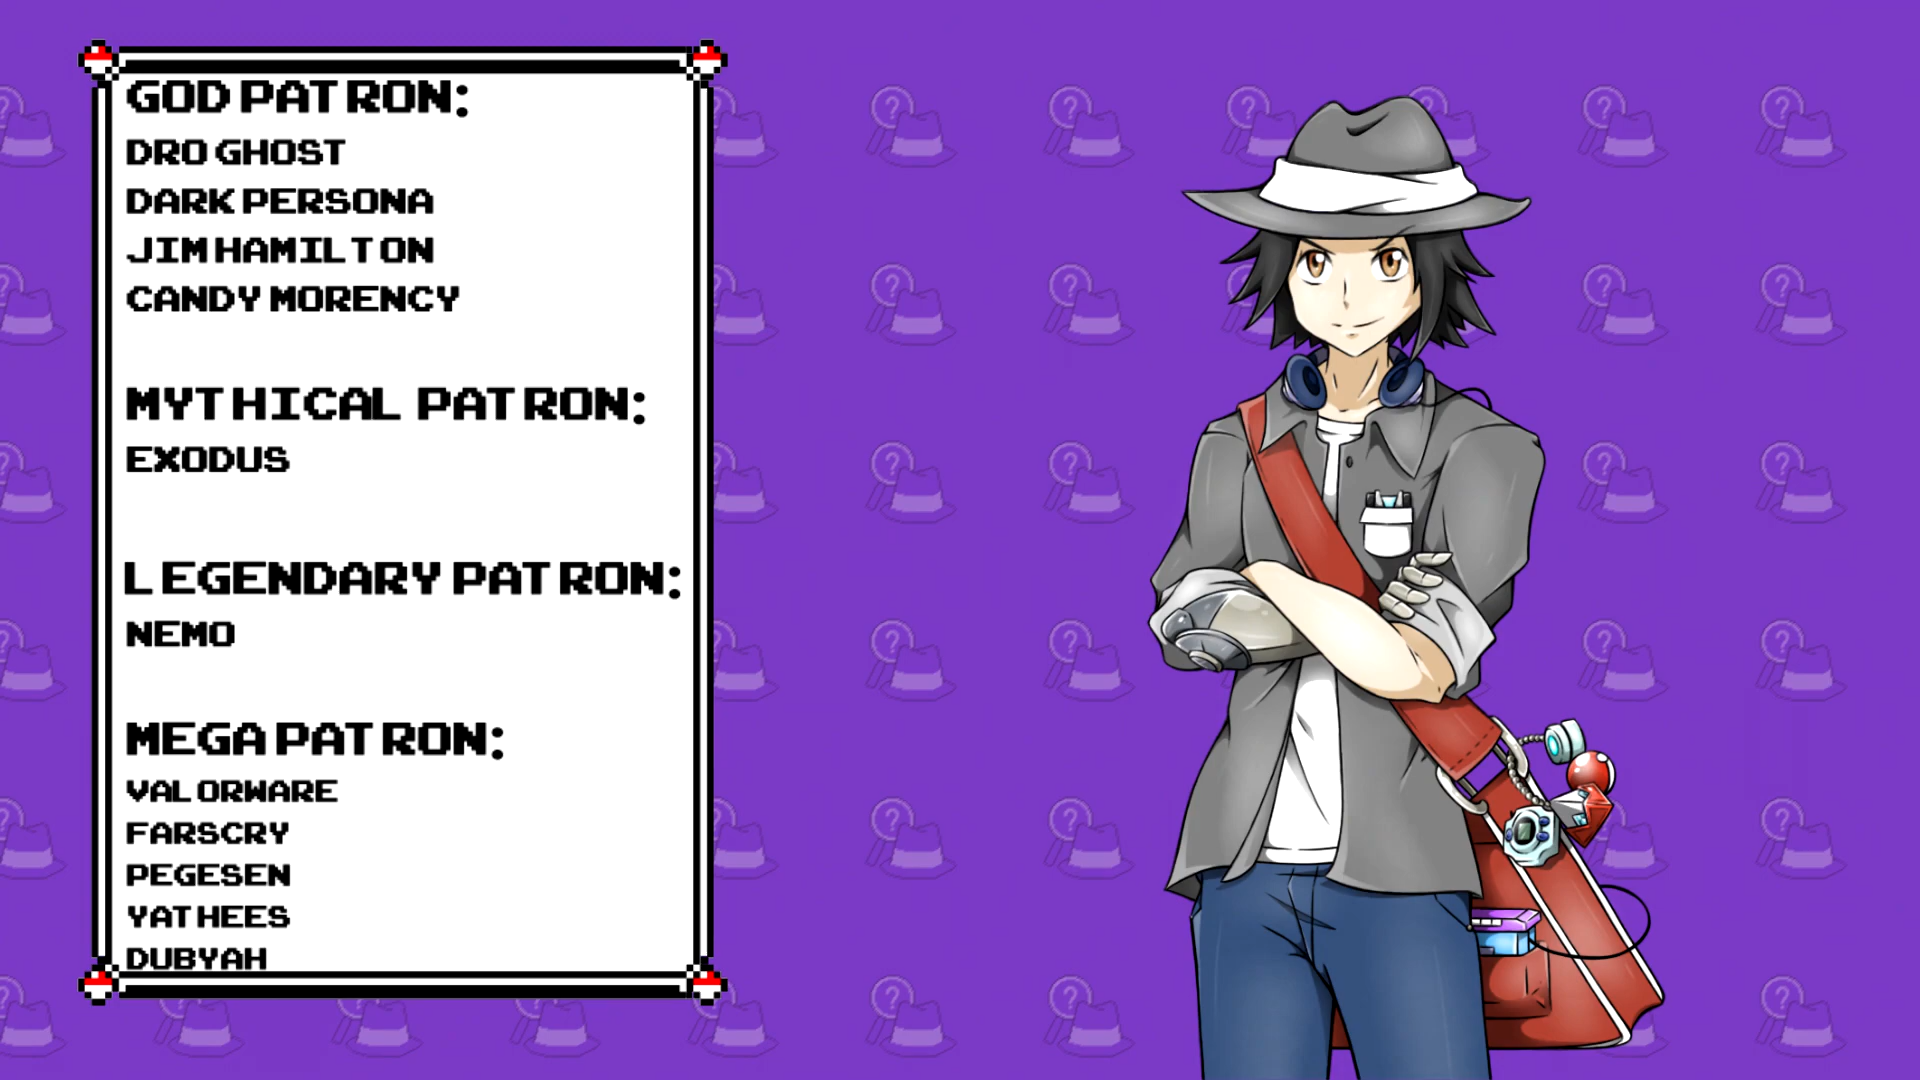 GOD PATRON:
DRO GHOST
DARK PERSONA
JIM HAMILTON
CANDY MORENCY
MYTHICAL PATRON:
EXODUS
LEGENDARY PATRON:
NEMO
MEGA PATRON:
VALORWARE
FARSCRY
PEGESEN
YATHEES
DUBYAH